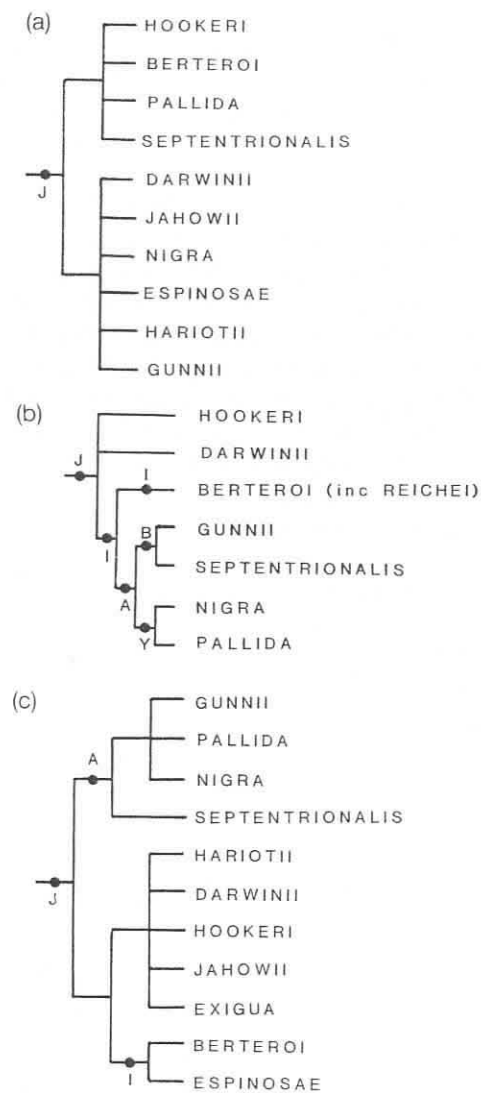 (a)
HOOKERI
BERTEROI
PALLIDA
SEPTENTRIONALIS
DARWINII
J
JAHOWII
NIGRA
ESPINOSAE
HARIOTII
GUNNII
(b)
HOOKERI
J
DARWINII
I
BERTEROI (inc REICHEI)
B
GUNNII
I
SEPTENTRIONALIS
A
NIGRA
Y
PALLIDA
(c)
GUNNII
A
PALLIDA
NIGRA
SEPTENTRIONALIS
HARIOTII
J
DARWINII
HOOKERI
JAHOWII
EXIGUA
BERTEROI
I
ESPINOSAE